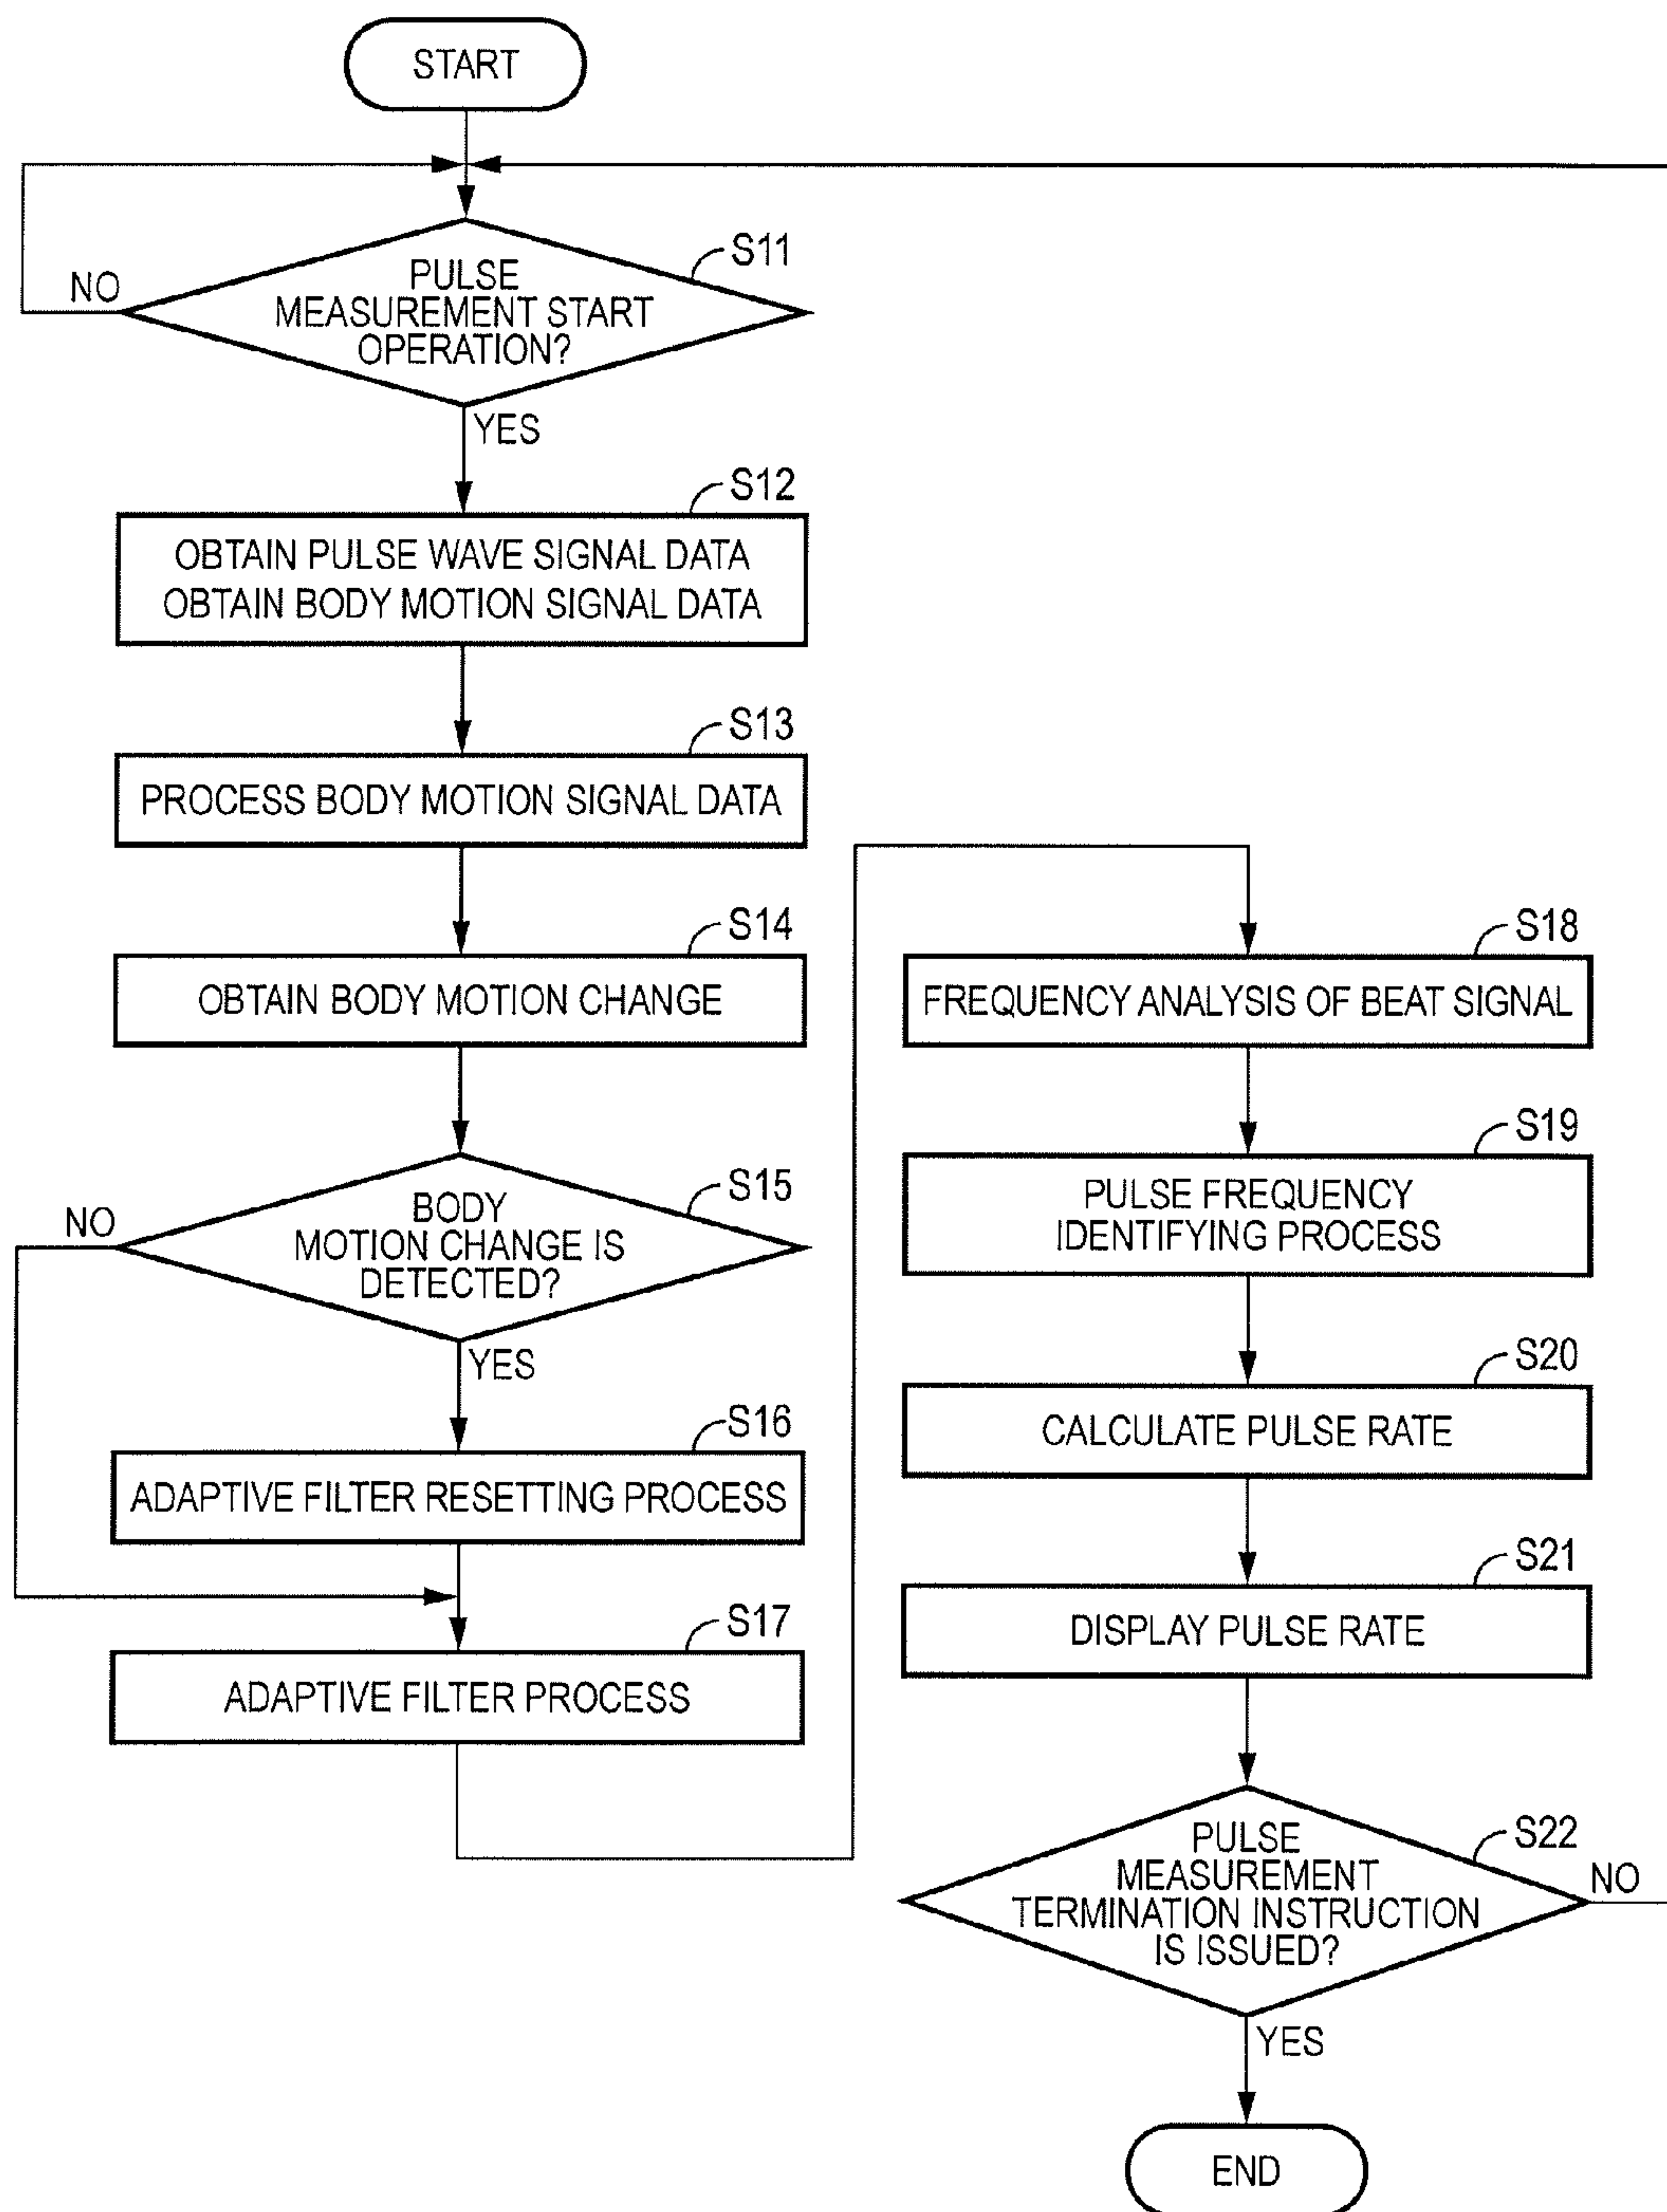 START
S11
NO
PULSE
MEASUREMENT START
OPERATION?
YES
S12
OBTAIN PULSE WAVE SIGNAL DATA
OBTAIN BODY MOTION SIGNAL DATA
S13
PROCESS BODY MOTION SIGNAL DATA
S14
OBTAIN BODY MOTION CHANGE
S15
NO
BODY
MOTION CHANGE IS
DETECTED?
YES
S16
ADAPTIVE FILTER RESETTING PROCESS
S17
ADAPTIVE FILTER PROCESS
S18
FREQUENCY ANALYSIS OF BEAT SIGNAL
S19
PULSE FREQUENCY
IDENTIFYING PROCESS
S20
CALCULATE PULSE RATE
S21
DISPLAY PULSE RATE
S22
PULSE
MEASUREMENT
TERMINATION INSTRUCTION
IS ISSUED?
NO
YES
END